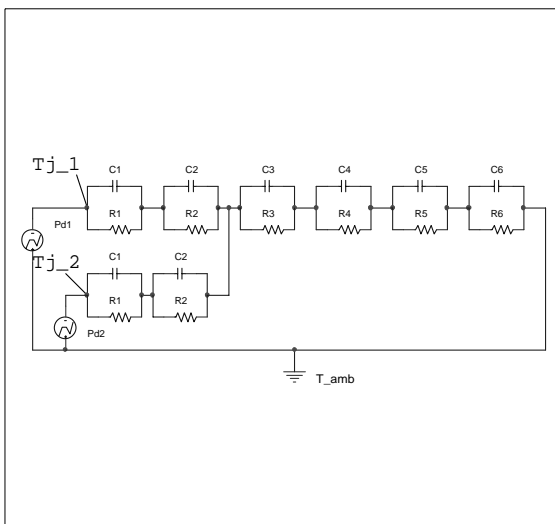 Tj_1
C1 C2 C3 C4 C5 C6
R1 R2 R3 R4 R5 R6
Pd1
Tj_2
C1 C2
R1 R2
Pd2
T_amb